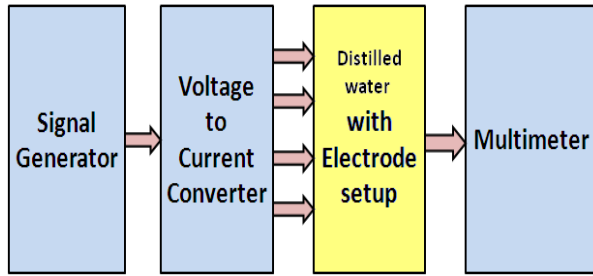 Signal
Generator
Voltage
to
Current
Converter
Distilled
water
with
Electrode
setup
Multimeter